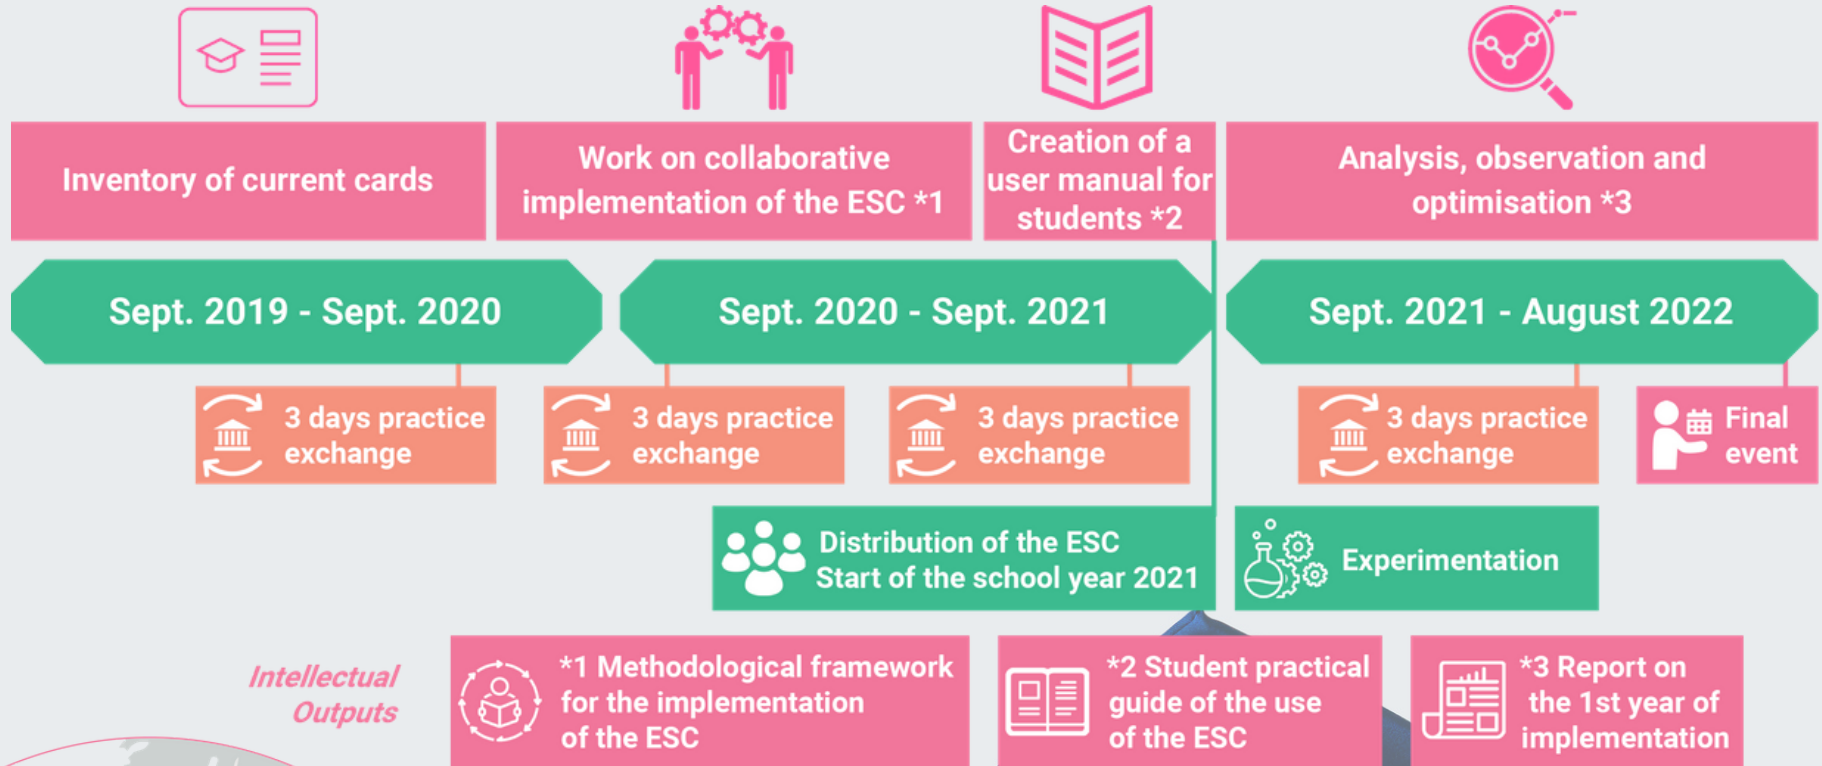 Inventory of current cards
Work on collaborative
implementation of the ESC *1
Creation of a
user manual for
students *2
Analysis, observation and
optimisation *3
Sept. 2019 - Sept. 2020
Sept. 2020 - Sept. 2021
Sept. 2021 - August 2022
3 days practice
exchange
3 days practice
exchange
3 days practice
exchange
3 days practice
exchange
Final
event
Distribution of the ESC
Start of the school year 2021
Experimentation
Intellectual
Outputs
*1 Methodological framework
for the implementation
of the ESC
*2 Student practical
guide of the use
of the ESC
*3 Report on
the 1st year of
implementation